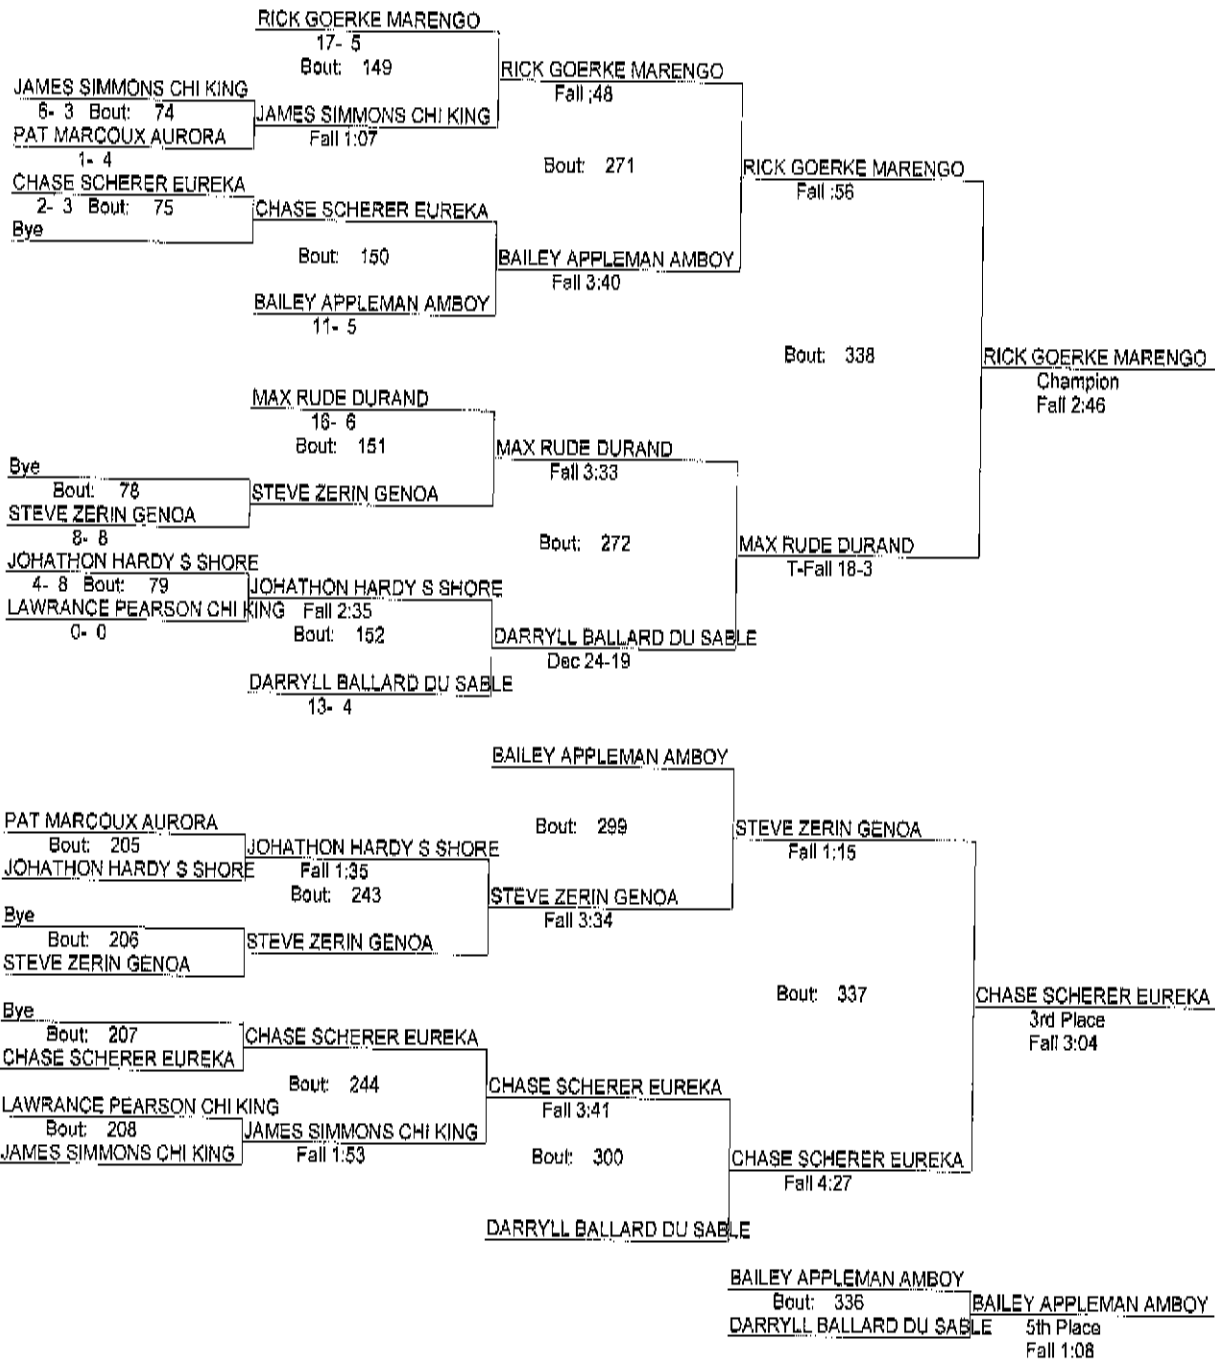 RICK GOERKE MARENGO
17- 5
Bout: 149
JAMES SIMMONS CHI KING
6- 3 Bout: 74
PAT MARCOUX AURORA
1- 4
JAMES SIMMONS CHI KING
Fall 1:07
RICK GOERKE MARENGO
Fall :48
CHASE SCHERER EUREKA
2- 3 Bout: 75
Bye
CHASE SCHERER EUREKA
Bout: 150
BAILEY APPLEMAN AMBOY
11- 5
BAILEY APPLEMAN AMBOY
Fall 3:40
Bout: 271
RICK GOERKE MARENGO
Fall :56
Bout: 338
RICK GOERKE MARENGO
Champion
Fall 2:46
MAX RUDE DURAND
16- 6
Bout: 151
Bye
Bout: 78
STEVE ZERIN GENOA
8- 8
STEVE ZERIN GENOA
MAX RUDE DURAND
Fall 3:33
JOHATHON HARDY S SHORE
4- 8 Bout: 79
LAWRANCE PEARSON CHI KING
0- 0
JOHATHON HARDY S SHORE
Fall 2:35
Bout: 152
DARRYLL BALLARD DU SABLE
13- 4
DARRYLL BALLARD DU SABLE
Dec 24-19
Bout: 272
MAX RUDE DURAND
T-Fall 18-3
BAILEY APPLEMAN AMBOY
Bout: 299
PAT MARCOUX AURORA
Bout: 205
JOHATHON HARDY S SHORE
JOHATHON HARDY S SHORE
Fall 1:35
Bout: 243
Bye
Bout: 206
STEVE ZERIN GENOA
STEVE ZERIN GENOA
STEVE ZERIN GENOA
Fall 3:34
STEVE ZERIN GENOA
Fall 1:15
Bout: 337
CHASE SCHERER EUREKA
3rd Place
Fall 3:04
Bye
Bout: 207
CHASE SCHERER EUREKA
CHASE SCHERER EUREKA
Bout: 244
LAWRANCE PEARSON CHI KING
Bout: 208
JAMES SIMMONS CHI KING
JAMES SIMMONS CHI KING
Fall 1:53
CHASE SCHERER EUREKA
Fall 3:41
Bout: 300
DARRYLL BALLARD DU SABLE
CHASE SCHERER EUREKA
Fall 4:27
BAILEY APPLEMAN AMBOY
Bout: 336
DARRYLL BALLARD DU SABLE
BAILEY APPLEMAN AMBOY
5th Place
Fall 1:08